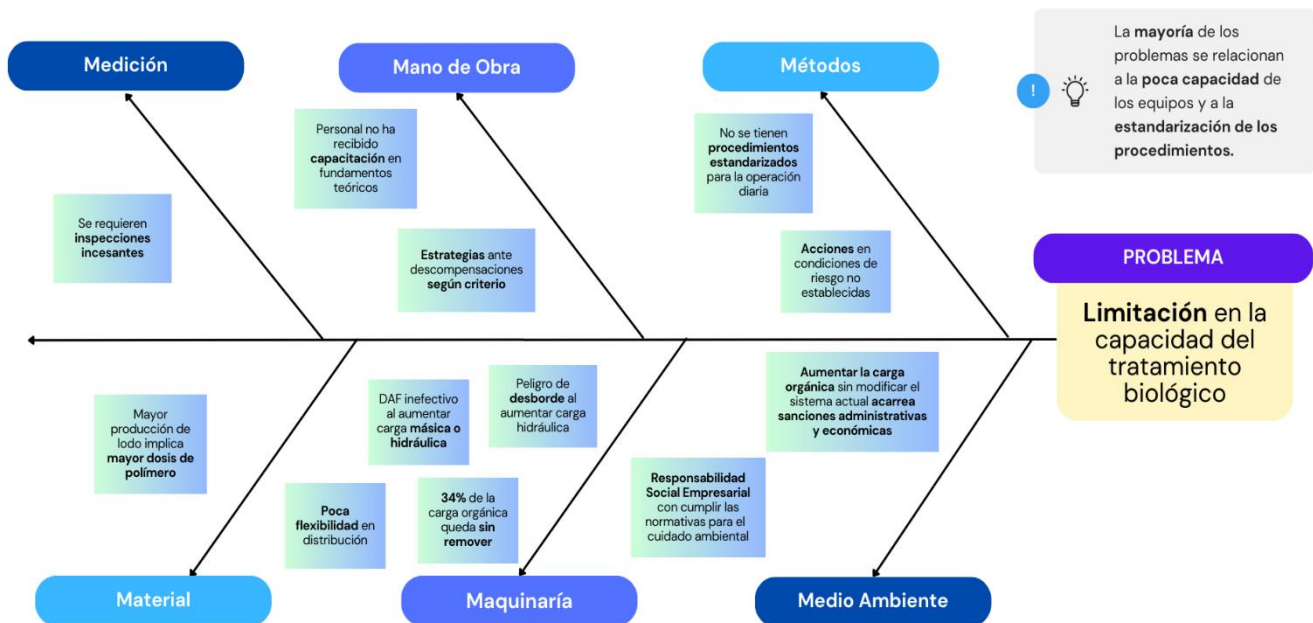 Medición
Mano de Obra
Métodos
La mayoría de los
problemas se relacionan
a la poca capacidad de
los equipos y a la
estandarización de los
procedimientos.
!
Personal no ha
recibido
capacitación en
fundamentos
teóricos
No se tienen
procedimientos
estandarizados
para la operación
diaria
Se requieren
inspecciones
incesantes
Estrategias ante
descompensaciones
según criterio
Acciones en
condiciones de
riesgo no
establecidas
PROBLEMA
Limitación en la
capacidad del
tratamiento
biológico
Mayor
producción de
lodo implica
mayor dosis de
polímero
DAF inefectivo
al aumentar
carga másica o
hidráulica
Peligro de
desborde al
aumentar carga
hidráulica
Aumentar la carga
orgánica sin modificar el
sistema actual acarrea
sanciones administrativas
y económicas
Poca
flexibilidad en
distribución
34% de la
carga orgánica
queda sin
remover
Responsabilidad
Social Empresarial
con cumplir las
normativas para el
cuidado ambiental
Material
Maquinaría
Medio Ambiente